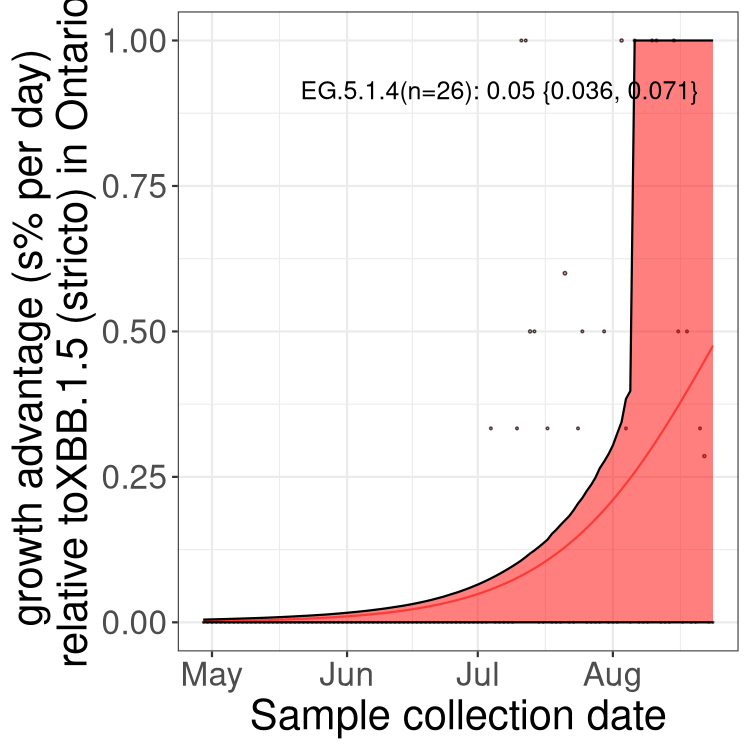 growth advantage (s% per day)
relative toXBB.1.5 (stricto) in Ontario
1.00
0.75
0.50
0.25
0.00
EG.5.1.4(n=26): 0.05 {0.036, 0.071}
May Jun Jul Aug
Sample collection date